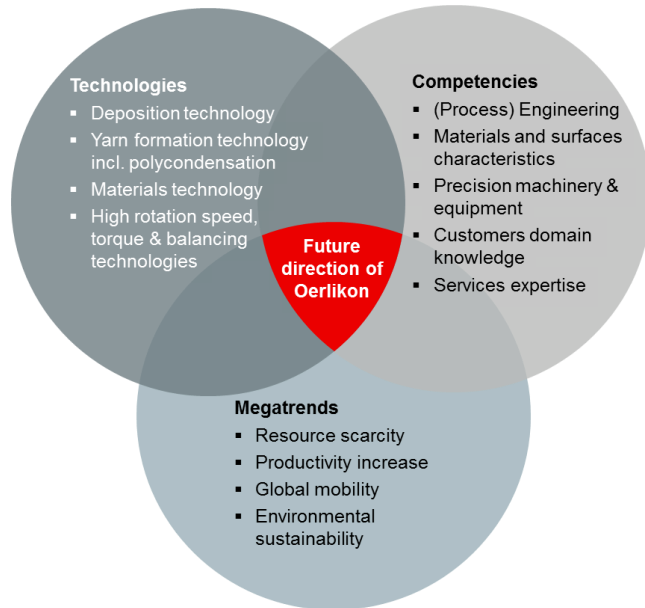 Technologies
▪ Deposition technology
▪ Yarn formation technology
incl. polycondensation
▪ Materials technology
▪ High rotation speed,
torque & balancing
technologies
Competencies
▪ (Process) Engineering
▪ Materials and surfaces
characteristics
▪ Precision machinery &
equipment
▪ Customers domain
knowledge
▪ Services expertise
Future
direction of
Oerlikon
Megatrends
▪ Resource scarcity
▪ Productivity increase
▪ Global mobility
▪ Environmental
sustainability